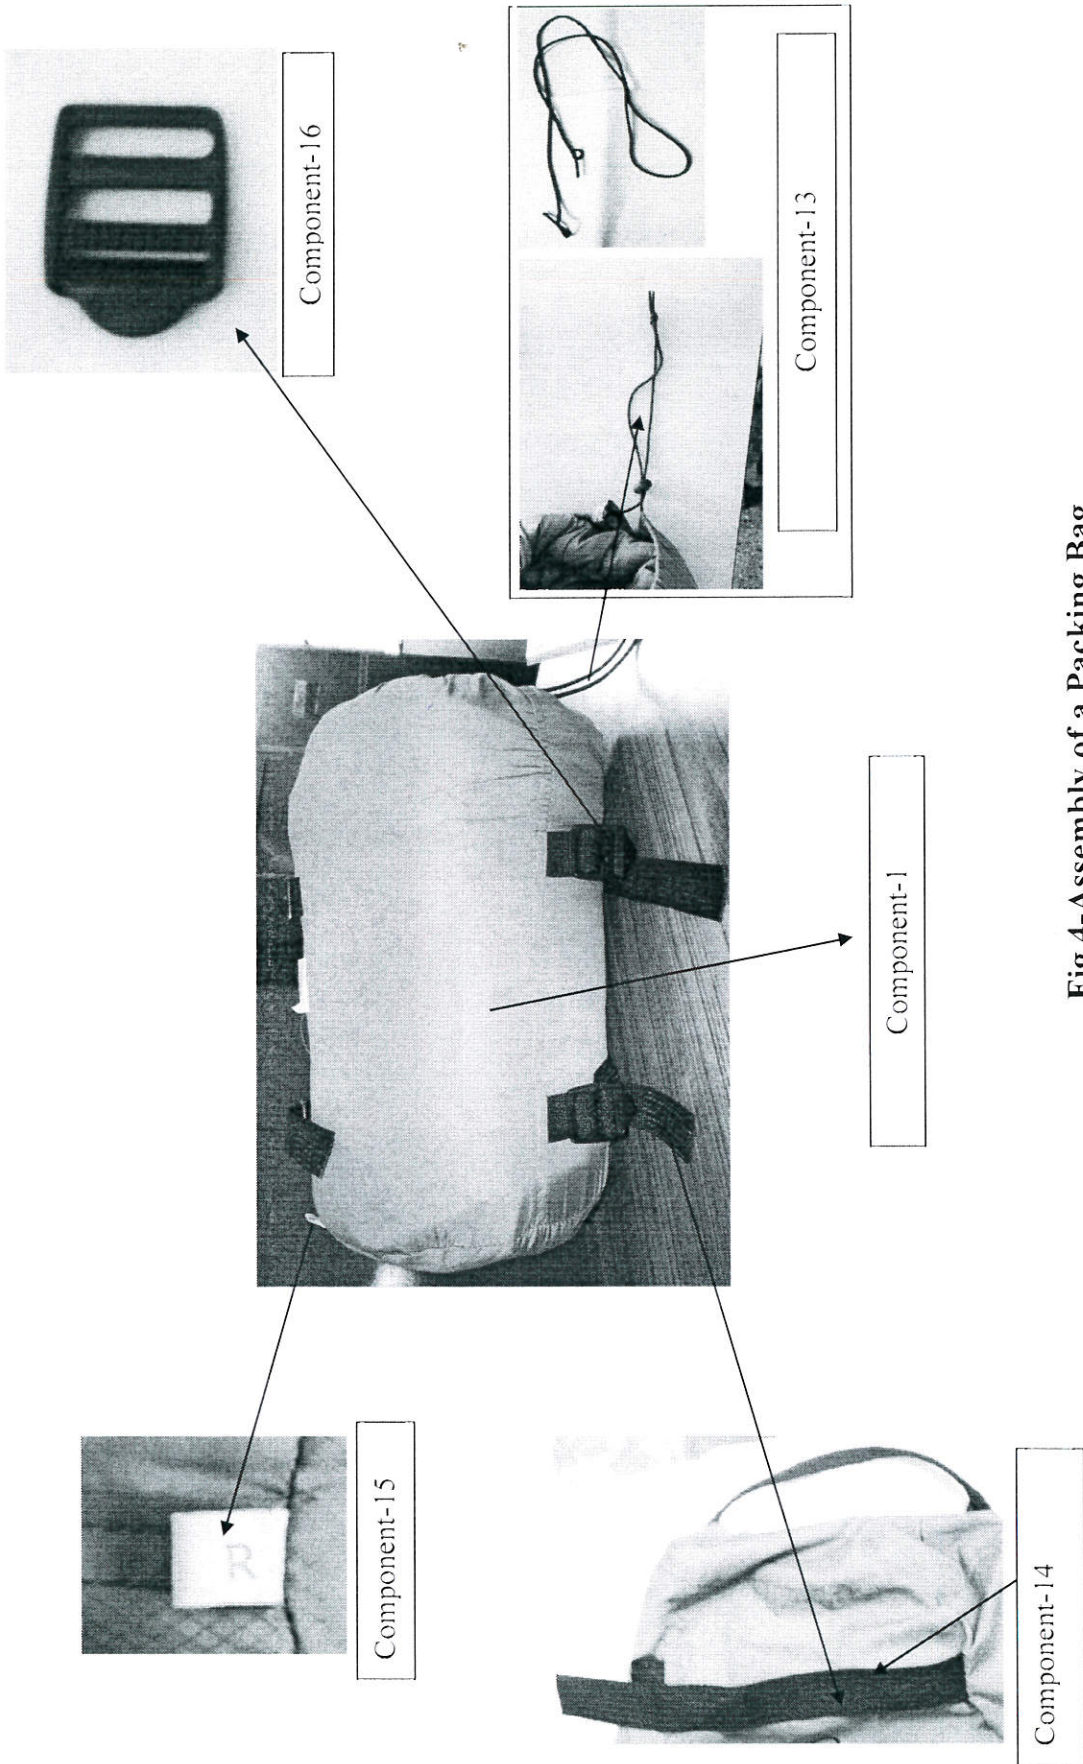 Component-15
R
Component-16
Component-14
Component-1
Component-13
Fig 4-Assembly of a Packing Bag